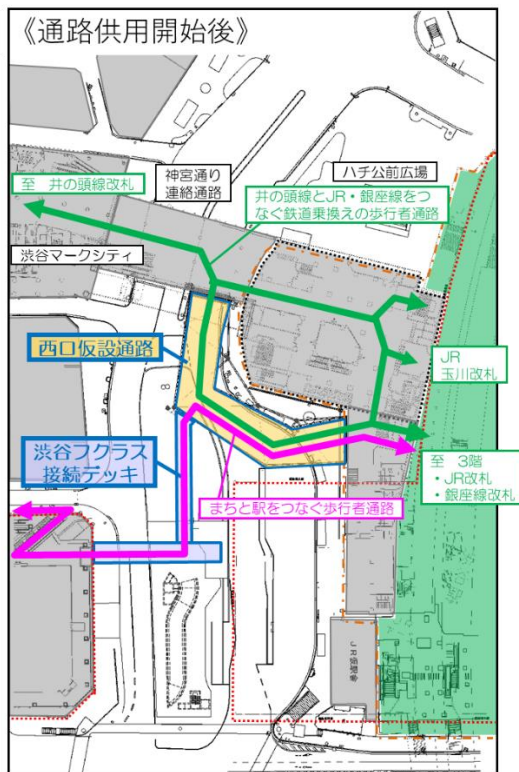 《通路供用開始後》
神宮通り
連絡通路
ハチ公前広場
至 井の頭線改札
井の頭線とJR・銀座線をつ
なぐ鉄道乗換えの歩行者通路
渋谷マークシティ
西口仮設通路
JR
玉川改札
渋谷フクラス
接続デッキ
至 3階
・JR改札
・銀座線改札
まちと駅をつなぐ歩行者通路